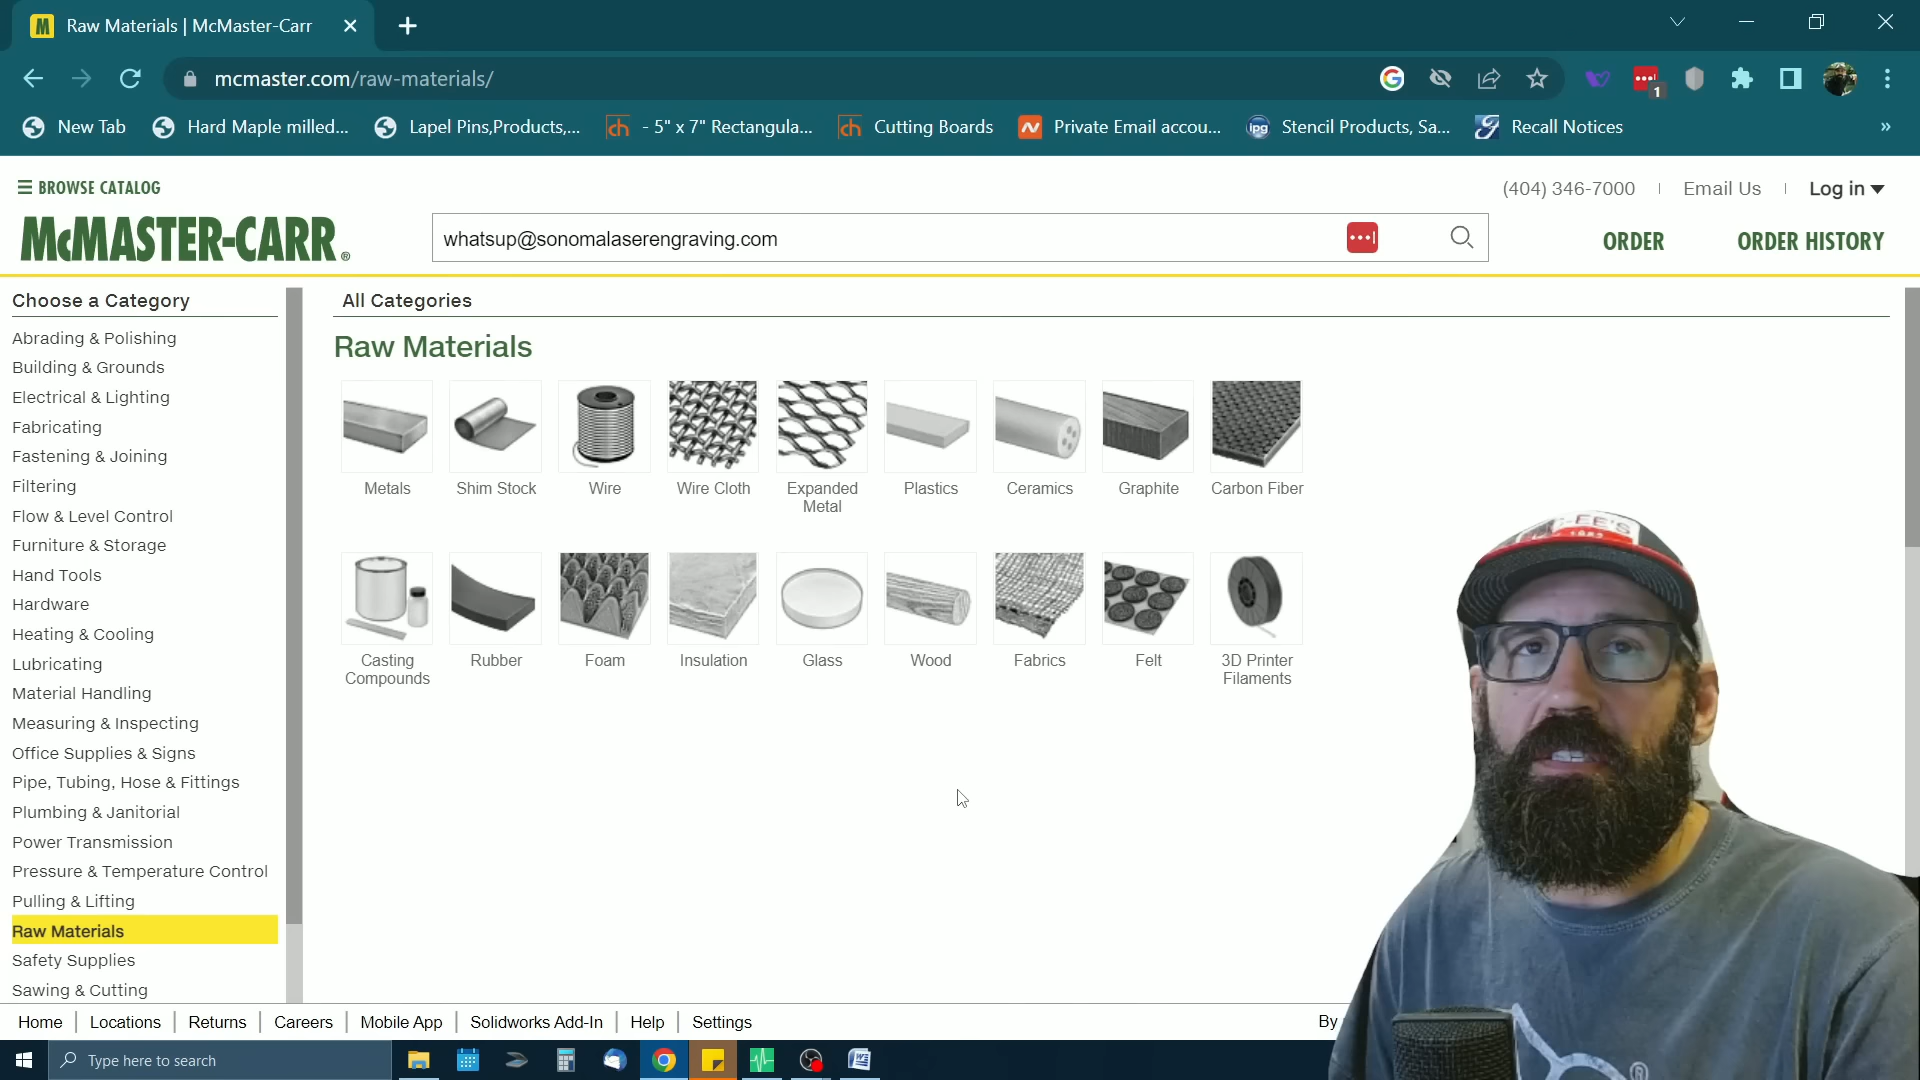 Raw Materials | McMaster-Carr
mcmaster.com/raw-materials/
1
New Tab
Hard Maple milled...
Lapel Pins,Products,...
- 5" x 7" Rectangula...
Cutting Boards
Private Email accou...
ipg
Stencil Products, Sa...
Recall Notices
BROWSE CATALOG
(404) 346-7000
Email Us
Log in
McMASTER-CARR®
whatsup@sonomalaserengraving.com
ORDER
ORDER HISTORY
Choose a Category
Abrading & Polishing
Building & Grounds
Electrical & Lighting
Fabricating
Fastening & Joining
Filtering
Flow & Level Control
Furniture & Storage
Hand Tools
Hardware
Heating & Cooling
Lubricating
Material Handling
Measuring & Inspecting
Office Supplies & Signs
Pipe, Tubing, Hose & Fittings
Plumbing & Janitorial
Power Transmission
Pressure & Temperature Control
Pulling & Lifting
Raw Materials
Safety Supplies
Sawing & Cutting
All Categories
Raw Materials
Metals
Shim Stock
Wire
Wire Cloth
Expanded
Metal
Plastics
Ceramics
Graphite
Carbon Fiber
Casting
Compounds
Rubber
Foam
Insulation
Glass
Wood
Fabrics
Felt
3D Printer
Filaments
Home
Locations
Returns
Careers
Mobile App
Solidworks Add-In
Help
Settings
By
Type here to search